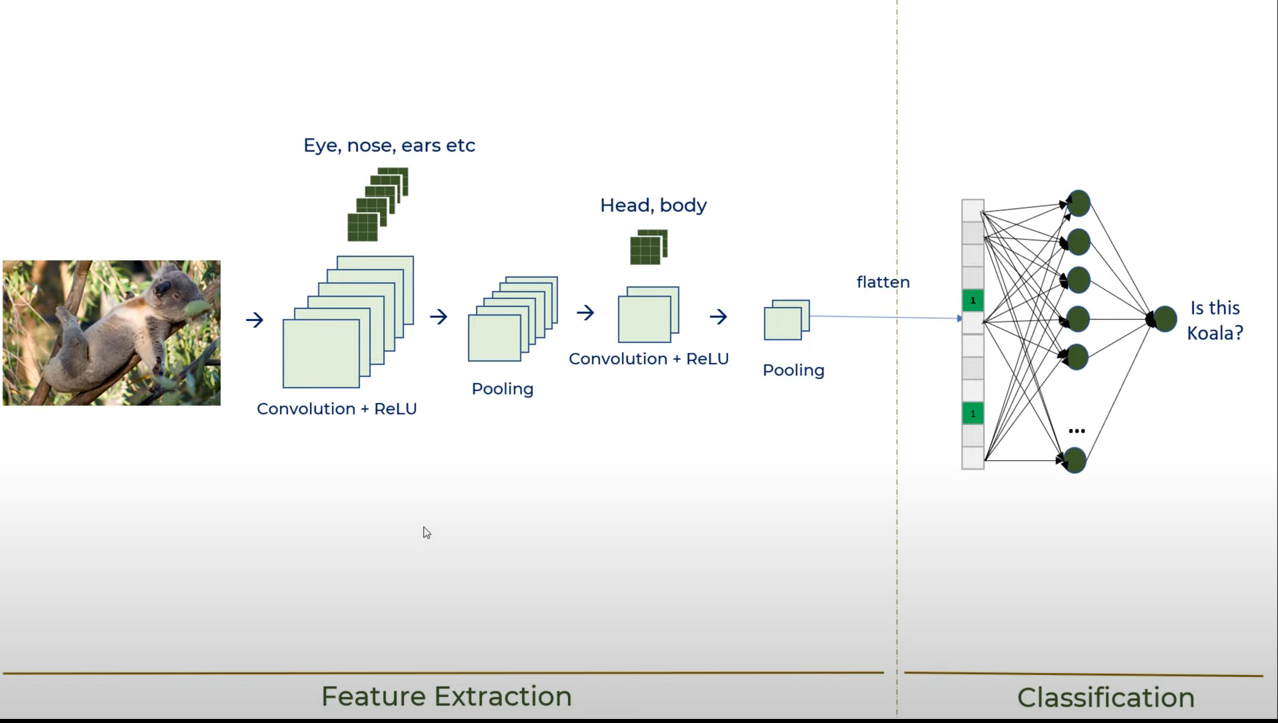 Eye, nose, ears etc
Head, body
flatten
1
Is this
Koala?
Convolution + ReLU
Pooling
Convolution + ReLU
Pooling
1
...
Feature Extraction
Classification